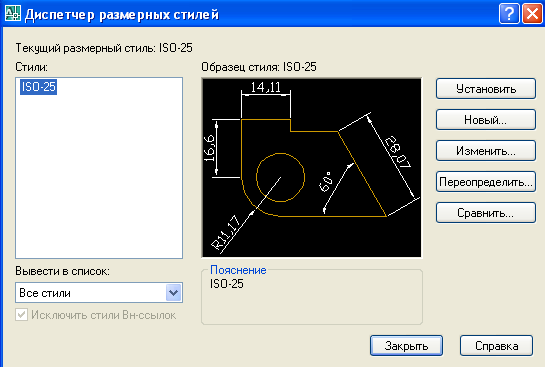 Диспетчер размерных стилей
Текущий размерный стиль: ISO-25
Стили:
ISO-25
Образец стиля: ISO-25
14,11
16,6
28,07
60°
R11,17
Установить
Новый...
Изменить...
Переопределить...
Сравнить...
Вывести в список:
Все стили
Исключить стили Вн-ссылок
Пояснение
ISO-25
Закрыть
Справка